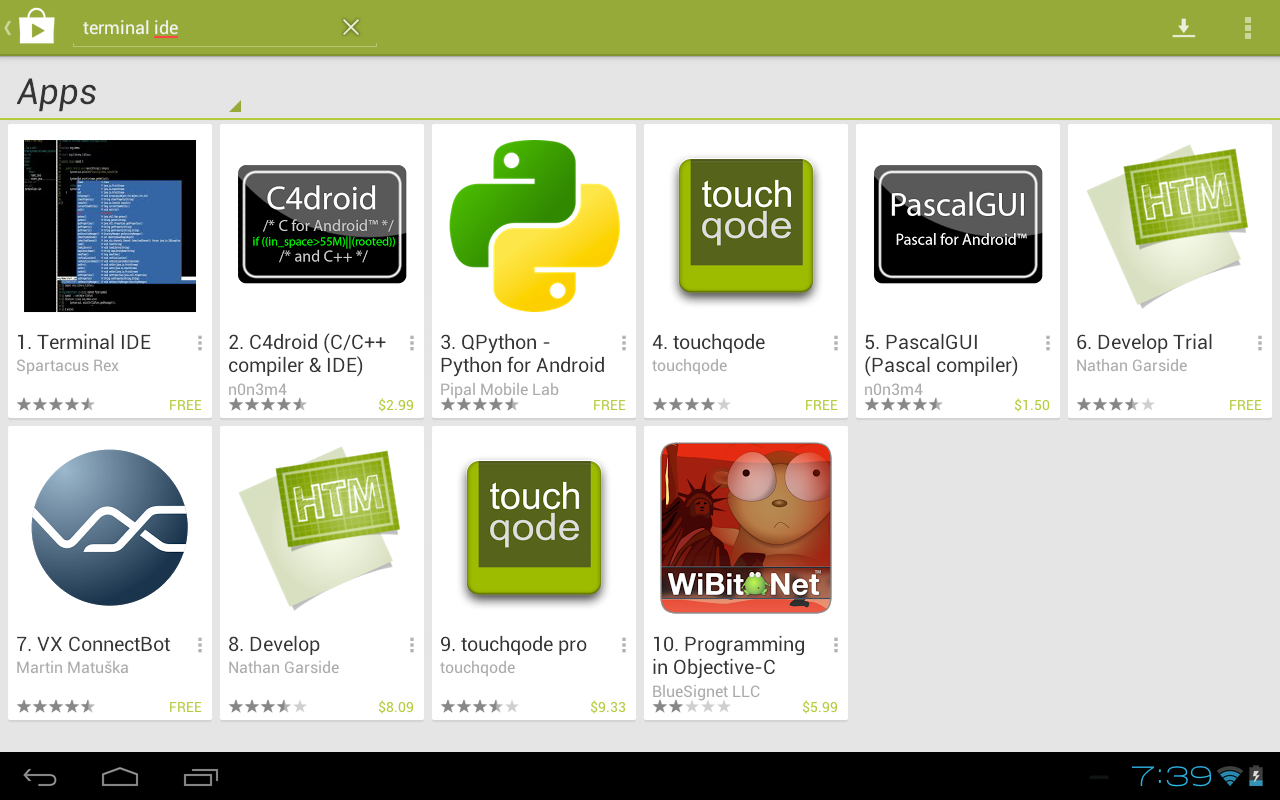 terminal ide
Apps
1. Terminal IDE
Spartacus Rex
FREE
C4droid
/* C for Android™ */
if ((in_space>55M)||(rooted))
/* and C++ */
2. C4droid (C/C++
compiler & IDE)
n0n3m4
$2.99
3. QPython -
Python for Android
Pipal Mobile Lab
FREE
touch
qode
4. touchqode
touchqode
FREE
PascalGUI
Pascal for Android™
5. PascalGUI
(Pascal compiler)
n0n3m4
$1.50
HTM
6. Develop Trial
Nathan Garside
FREE
VX
7. VX ConnectBot
Martin Matuška
FREE
HTM
8. Develop
Nathan Garside
$8.09
touch
qode
9. touchqode pro
touchqode
$9.33
WiBit Net™
10. Programming
in Objective-C
BlueSignet LLC
$5.99
7:39